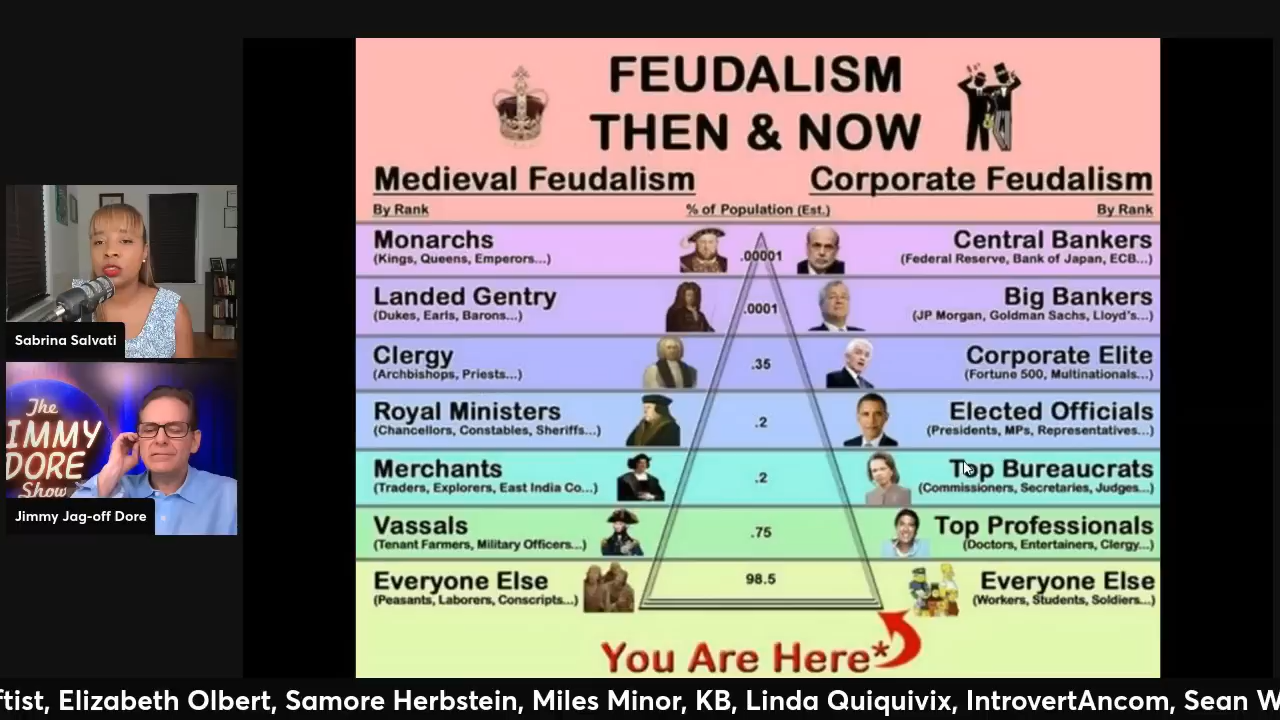 FEUDALISM
THEN & NOW
Medieval Feudalism
Corporate Feudalism
By Rank
% of Population (Est.)
By Rank
Monarchs
(Kings, Queens, Emperors...)
.00001
Central Bankers
(Federal Reserve, Bank of Japan, ECB...)
Landed Gentry
(Dukes, Earls, Barons...)
.0001
Big Bankers
(JP Morgan, Goldman Sachs, Lloyd's...)
Clergy
(Archbishops, Priests...)
.35
Corporate Elite
(Fortune 500, Multinationals...)
Royal Ministers
(Chancellors, Constables, Sheriffs...)
.2
Elected Officials
(Presidents, MPs, Representatives...)
Merchants
(Traders, Explorers, East India Co...)
.2
Top Bureaucrats
(Commissioners, Secretaries, Judges...)
Vassals
(Tenant Farmers, Military Officers...)
.75
Top Professionals
(Doctors, Entertainers, Clergy...)
Everyone Else
(Peasants, Laborers, Conscripts...)
98.5
Everyone Else
(Workers, Students, Soldiers...)
You Are Here*
Sabrina Salvati
The
IMMY
DORE
Show
Jimmy Jag-off Dore
ftist, Elizabeth Olbert, Samore Herbstein, Miles Minor, KB, Linda Quiquivix, IntrovertAncom, Sean W